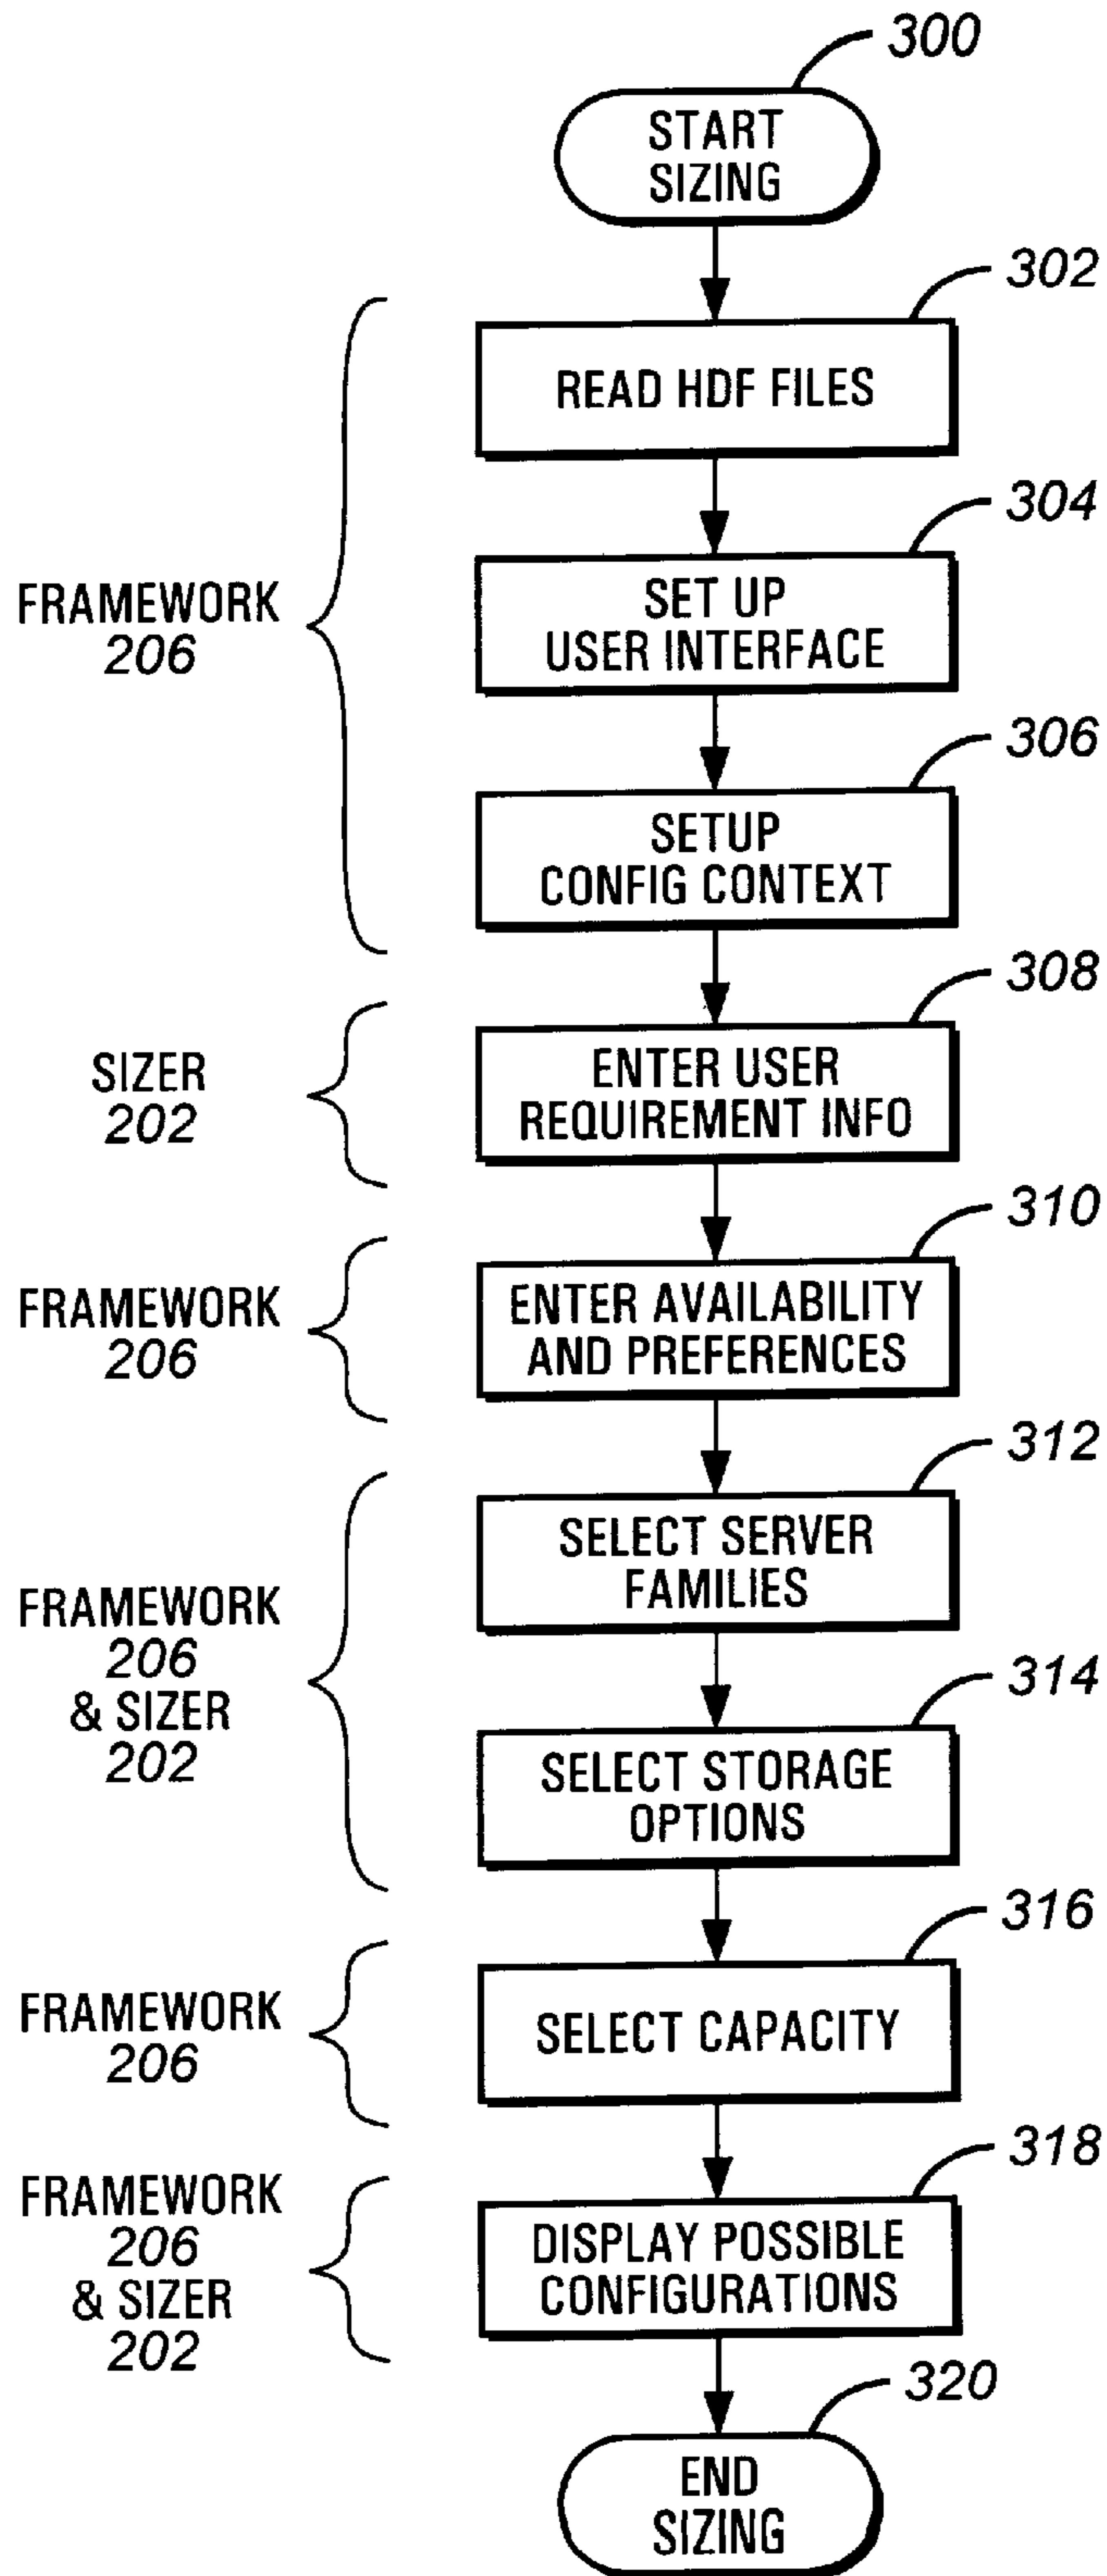 300
START
SIZING
302
READ HDF FILES
304
FRAMEWORK
206
SET UP
USER INTERFACE
306
SETUP
CONFIG CONTEXT
308
SIZER
202
ENTER USER
REQUIREMENT INFO
310
FRAMEWORK
206
ENTER AVAILABILITY
AND PREFERENCES
312
SELECT SERVER
FAMILIES
FRAMEWORK
206
& SIZER
202
314
SELECT STORAGE
OPTIONS
316
FRAMEWORK
206
SELECT CAPACITY
318
FRAMEWORK
206
& SIZER
202
DISPLAY POSSIBLE
CONFIGURATIONS
320
END
SIZING